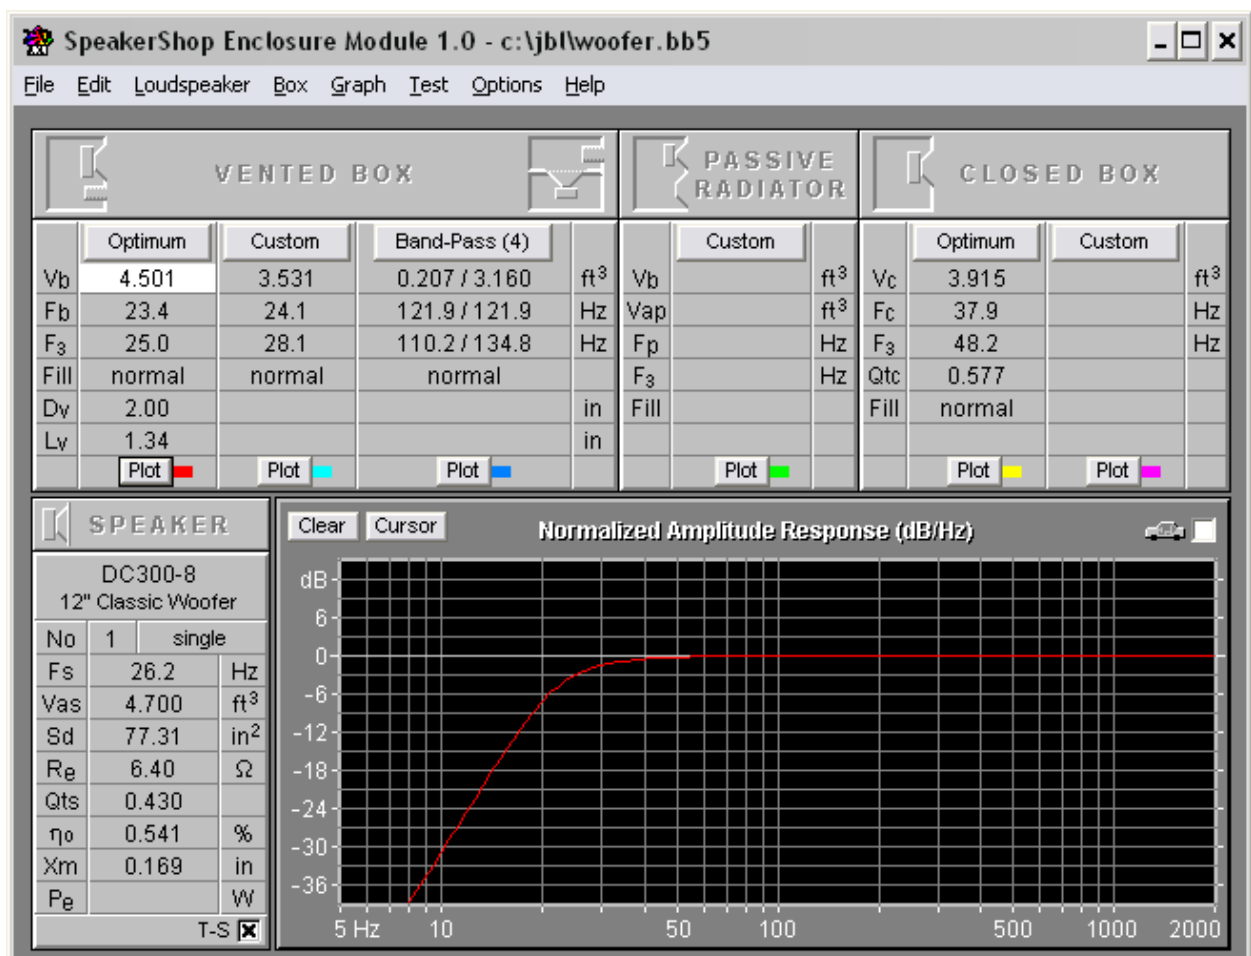 SpeakerShop Enclosure Module 1.0 - c:\jbl\woofer.bb5
File Edit Loudspeaker Box Graph Test Options Help
VENTED BOX
PASSIVE RADIATOR
CLOSED BOX
Optimum Custom Band-Pass (4) Custom Optimum Custom
Vb 4.501 3.531 0.207 / 3.160 ft³ Vb ft³ Vc 3.915 ft³
Fb 23.4 24.1 121.9 / 121.9 Hz Vap ft³ Fc 37.9 Hz
F₃ 25.0 28.1 110.2 / 134.8 Hz Fp Hz F₃ 48.2 Hz
Fill normal normal normal F₃ Hz Qtc 0.577
Dv 2.00 in Fill Fill normal
Lv 1.34 in
Plot Plot Plot Plot Plot Plot
SPEAKER
DC300-8
12" Classic Woofer
No 1 single
Fs 26.2 Hz
Vas 4.700 ft³
Sd 77.31 in²
Re 6.40 Ω
Qts 0.430
ηo 0.541 %
Xm 0.169 in
Pe W
T-S
Clear Cursor Normalized Amplitude Response (dB/Hz)
dB
6
0
-6
-12
-18
-24
-30
-36
5 Hz 10 50 100 500 1000 2000